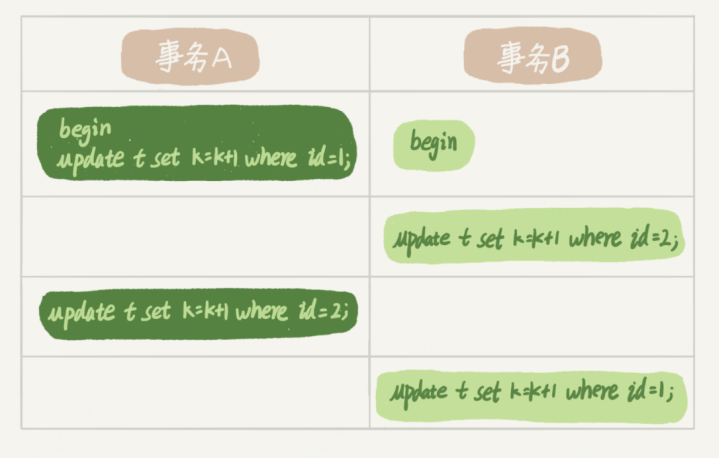 事务A
事务B
begin
update t set k=k+1 where id=1;
begin
update t set k=k+1 where id=2;
update t set k=k+1 where id=2;
update t set k=k+1 where id=1;